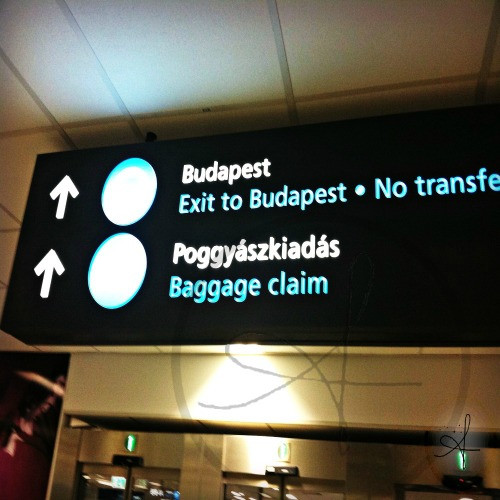 Budapest
Exit to Budapest • No transfe
Poggyászkiadás
Baggage claim